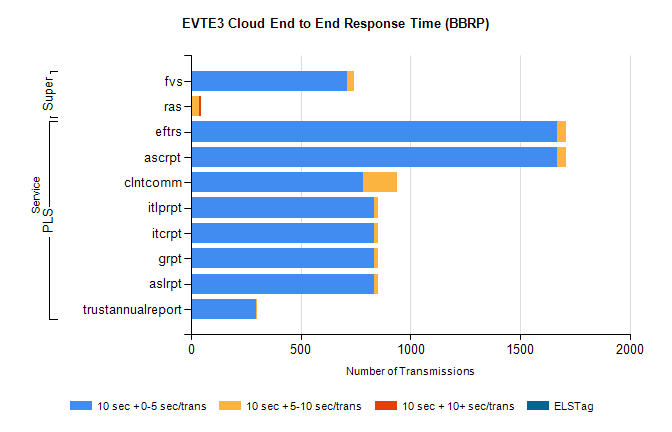 EVTE3 Cloud End to End Response Time (BBRP)
Super
fvs
ras
Service
PLS
eftrs
ascrpt
clntcomm
itlprpt
itcrpt
grpt
aslrpt
trustannualreport
0 500 1000 1500 2000
Number of Transmissions
10 sec +0-5 sec/trans 10 sec +5-10 sec/trans 10 sec + 10+ sec/trans ELSTag